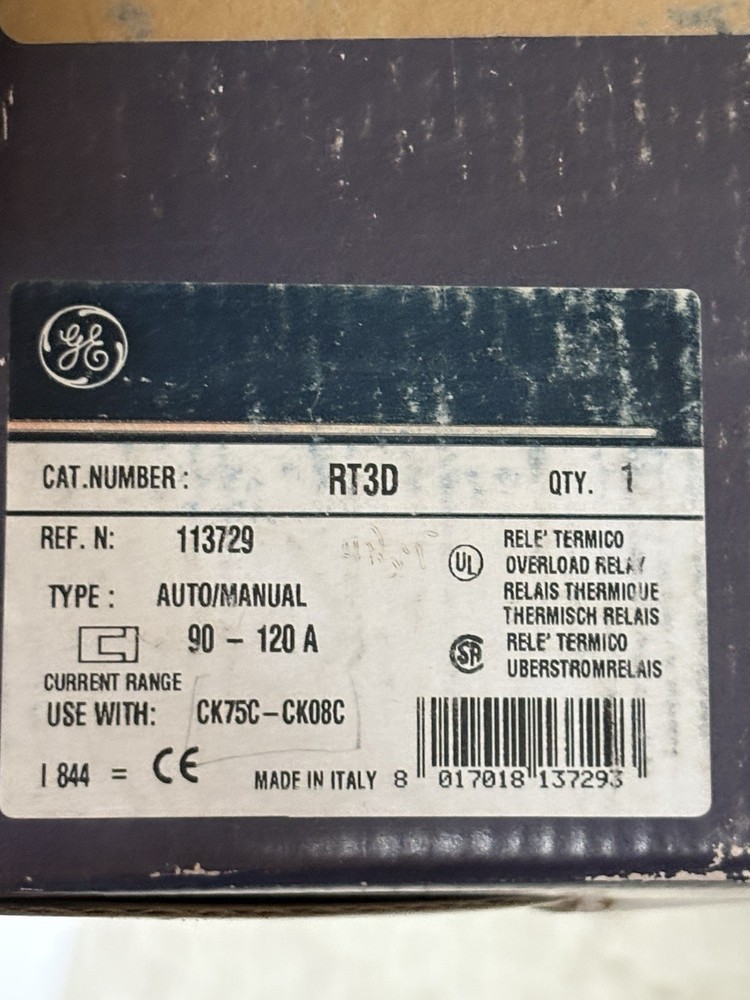 GE
CAT.NUMBER: RT3D QTY. 1
REF. N: 113729
TYPE: AUTO/MANUAL
90 - 120 A
CURRENT RANGE
USE WITH: CK75C-CK08C
I 844 = CE
MADE IN ITALY
UL
SA
RELE' TERMICO
OVERLOAD RELAY
RELAIS THERMIQUE
THERMISCH RELAIS
RELE' TERMICO
UBERSTROMRELAIS
8 017018 137293